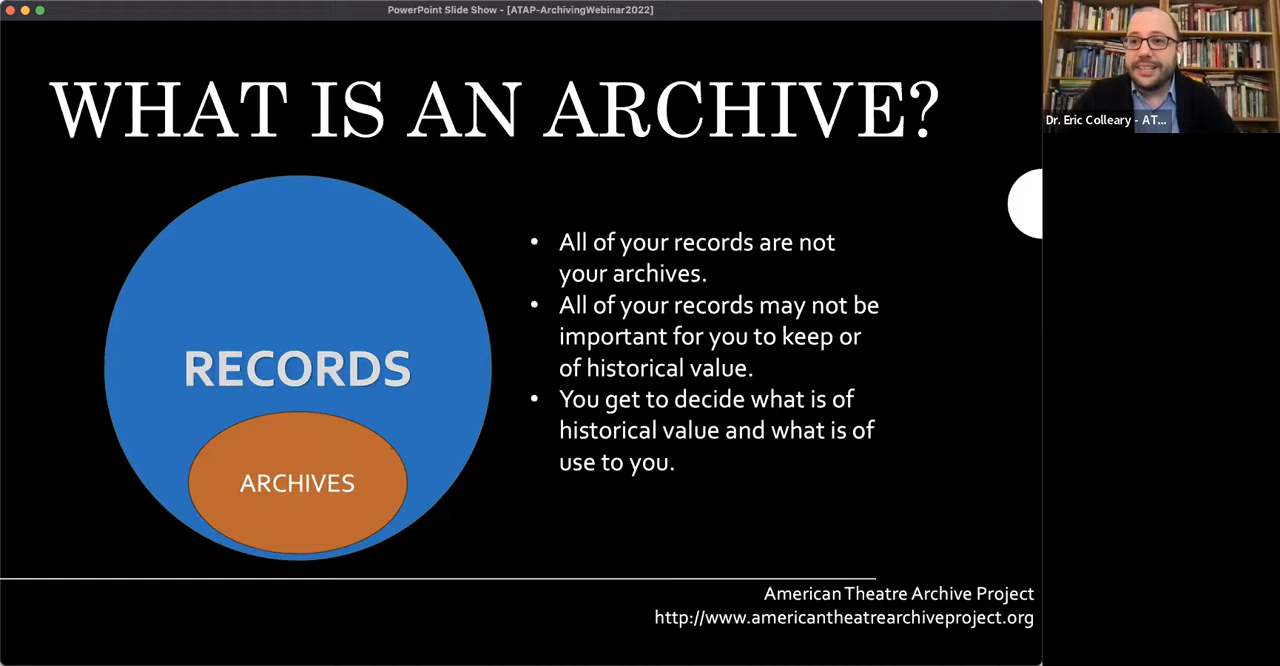 PowerPoint Slide Show - [ATAP-ArchivingWebinar2022]
WHAT IS AN ARCHIVE?
RECORDS
ARCHIVES
• All of your records are not
your archives.
• All of your records may not be
important for you to keep or
of historical value.
• You get to decide what is of
historical value and what is of
use to you.
American Theatre Archive Project
http://www.americantheatrearchiveproject.org
Dr. Eric Colleary - AT...